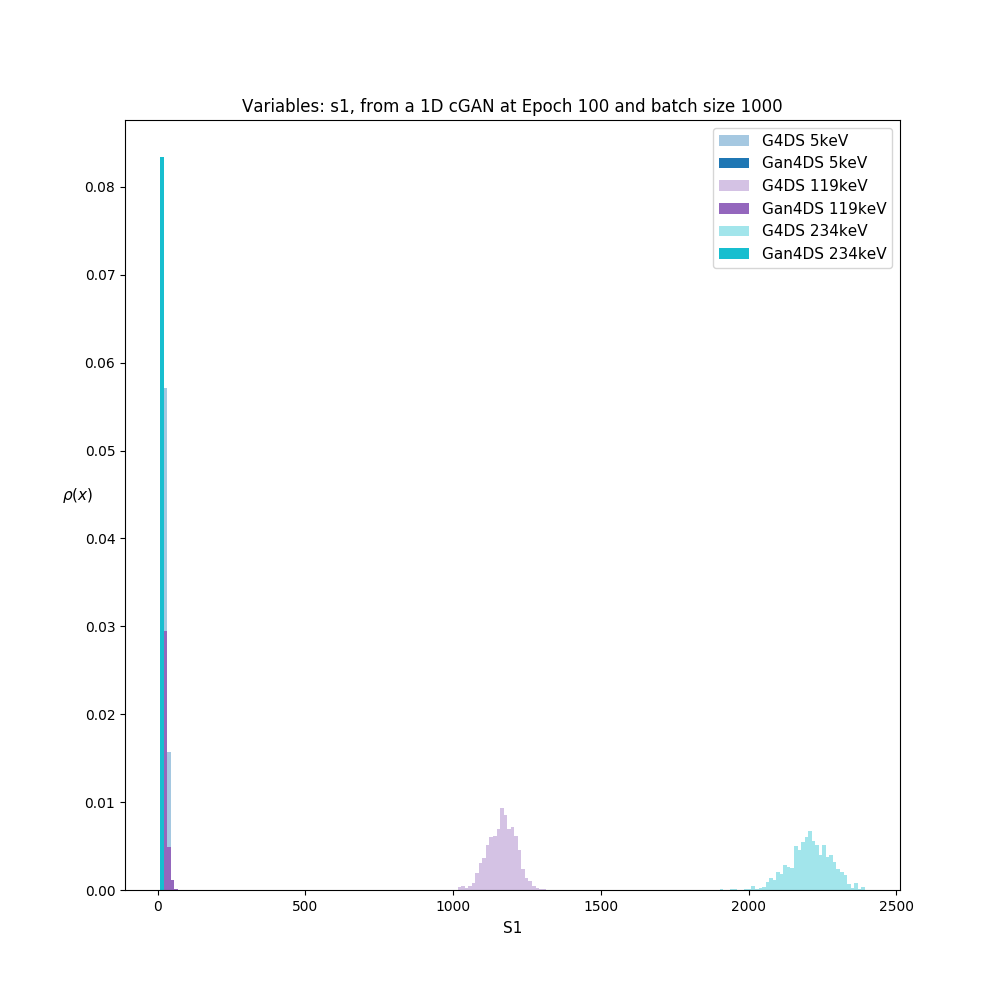 Variables: s1, from a 1D cGAN at Epoch 100 and batch size 1000
G4DS 5keV
Gan4DS 5keV
G4DS 119keV
Gan4DS 119keV
G4DS 234keV
Gan4DS 234keV
0.08
0.07
0.06
0.05
ρ(x)
0.04
0.03
0.02
0.01
0.00
0 500 1000 1500 2000 2500
S1